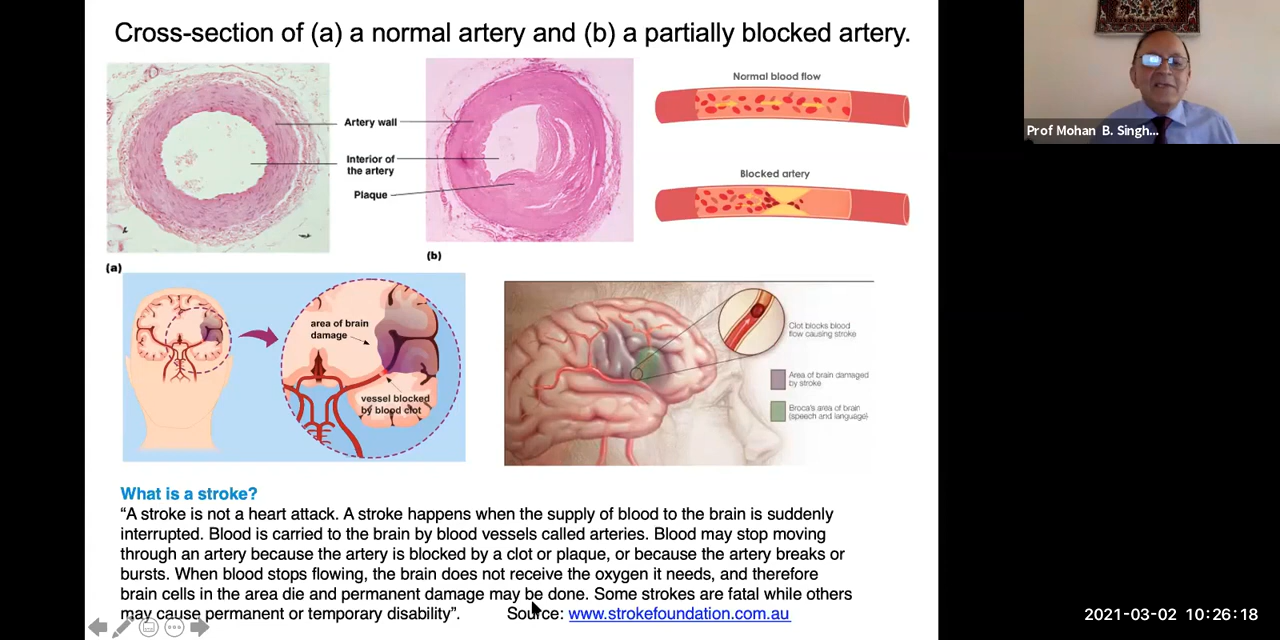 Cross-section of (a) a normal artery and (b) a partially blocked artery.
Prof Mohan B. Singh...
Normal blood flow
Artery wall
Interior of
the artery
Plaque
Blocked artery
(a)
(b)
area of brain
damage
vessel blocked
by blood clot
Clot blocks blood
flow causing stroke
Area of brain damaged
by stroke
Broca's area of brain
(speech and language)
What is a stroke?
“A stroke is not a heart attack. A stroke happens when the supply of blood to the brain is suddenly
interrupted. Blood is carried to the brain by blood vessels called arteries. Blood may stop moving
through an artery because the artery is blocked by a clot or plaque, or because the artery breaks or
bursts. When blood stops flowing, the brain does not receive the oxygen it needs, and therefore
brain cells in the area die and permanent damage may be done. Some strokes are fatal while others
may cause permanent or temporary disability”. Source: www.strokefoundation.com.au
2021-03-02 10:26:18